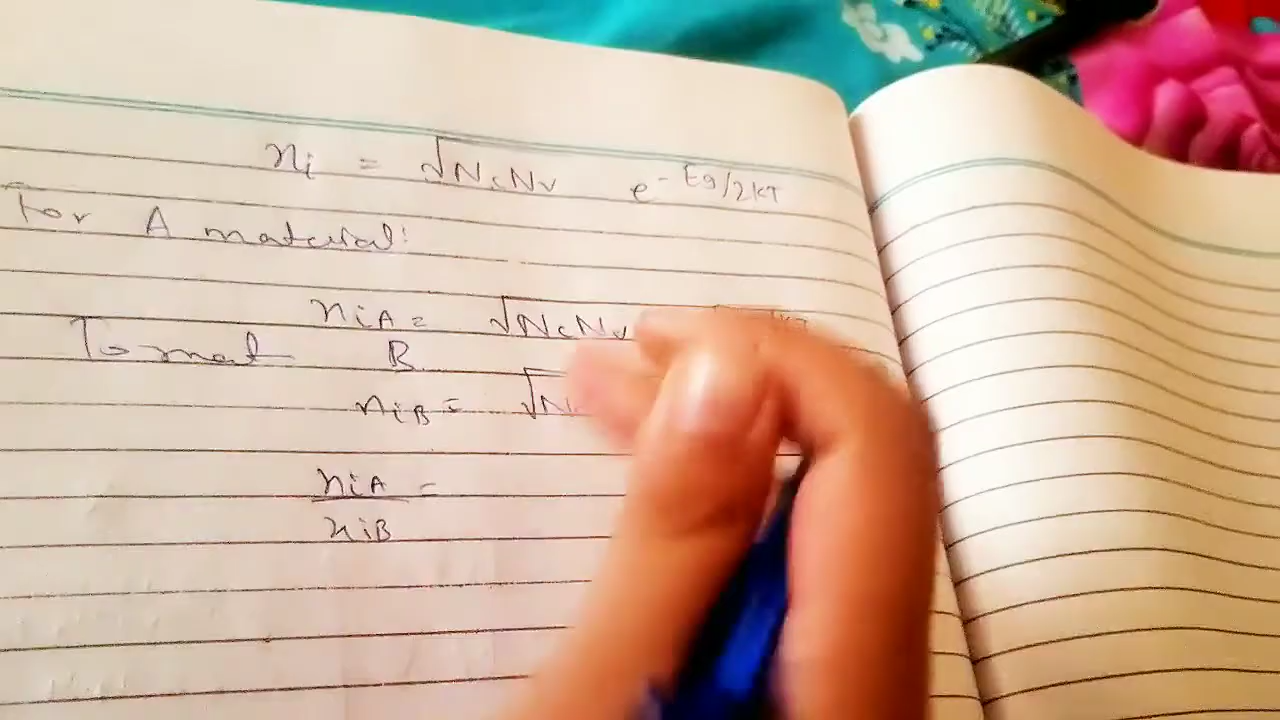 ni = √NcNv e^-Eg/2KT
For A material:
niA = √NcNv
For mat B
niB = √N
niA =
niB